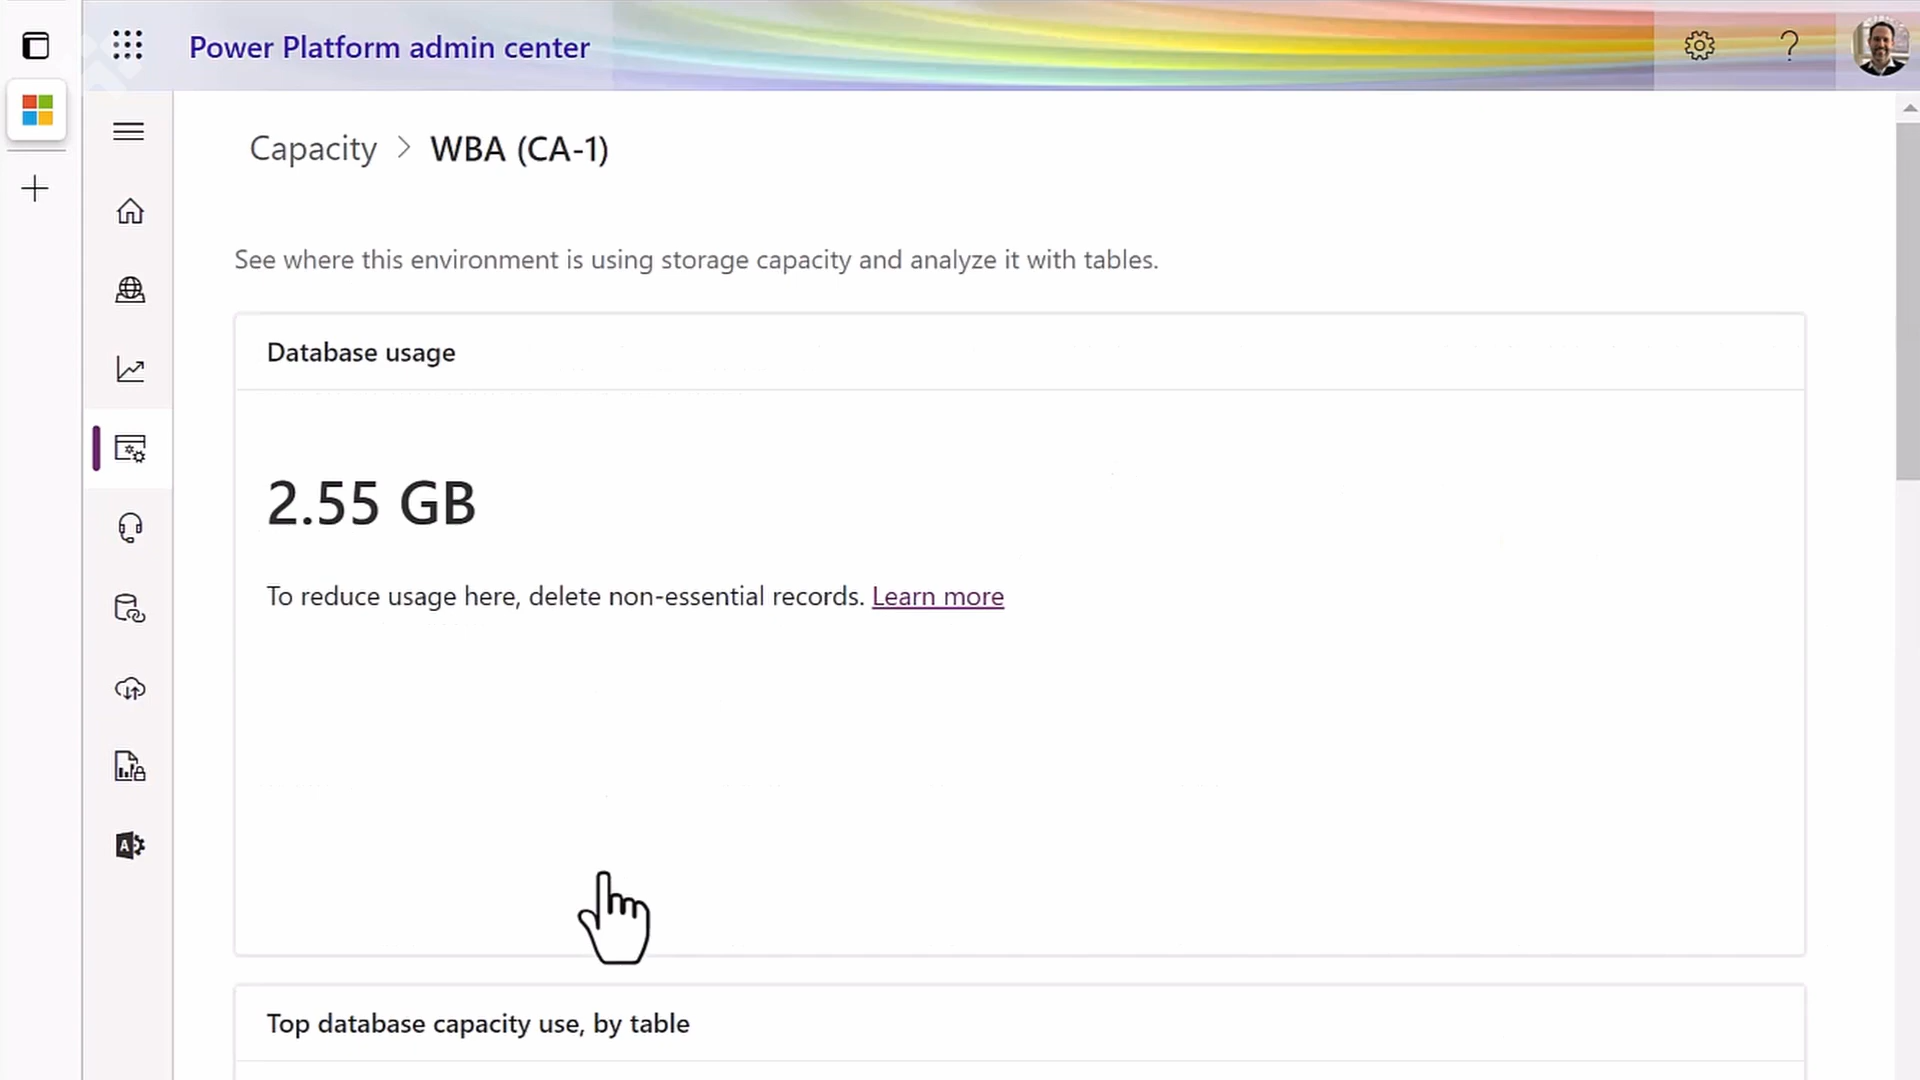 Power Platform admin center
?
Capacity > WBA (CA-1)
See where this environment is using storage capacity and analyze it with tables.
Database usage
2.55 GB
To reduce usage here, delete non-essential records. Learn more
A
Top database capacity use, by table